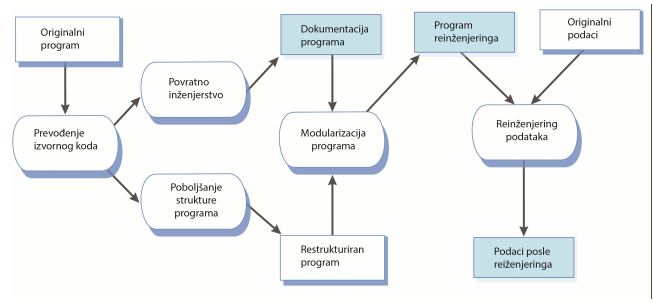 Originalni
program
Prevođenje
izvornog koda
Povratno
inženjerstvo
Poboljšanje
strukture
programa
Dokumentacija
programa
Modularizacija
programa
Restrukturiran
program
Program
reinženjeringa
Originalni
podaci
Reinženjering
podataka
Podaci posle
reiženjeringa